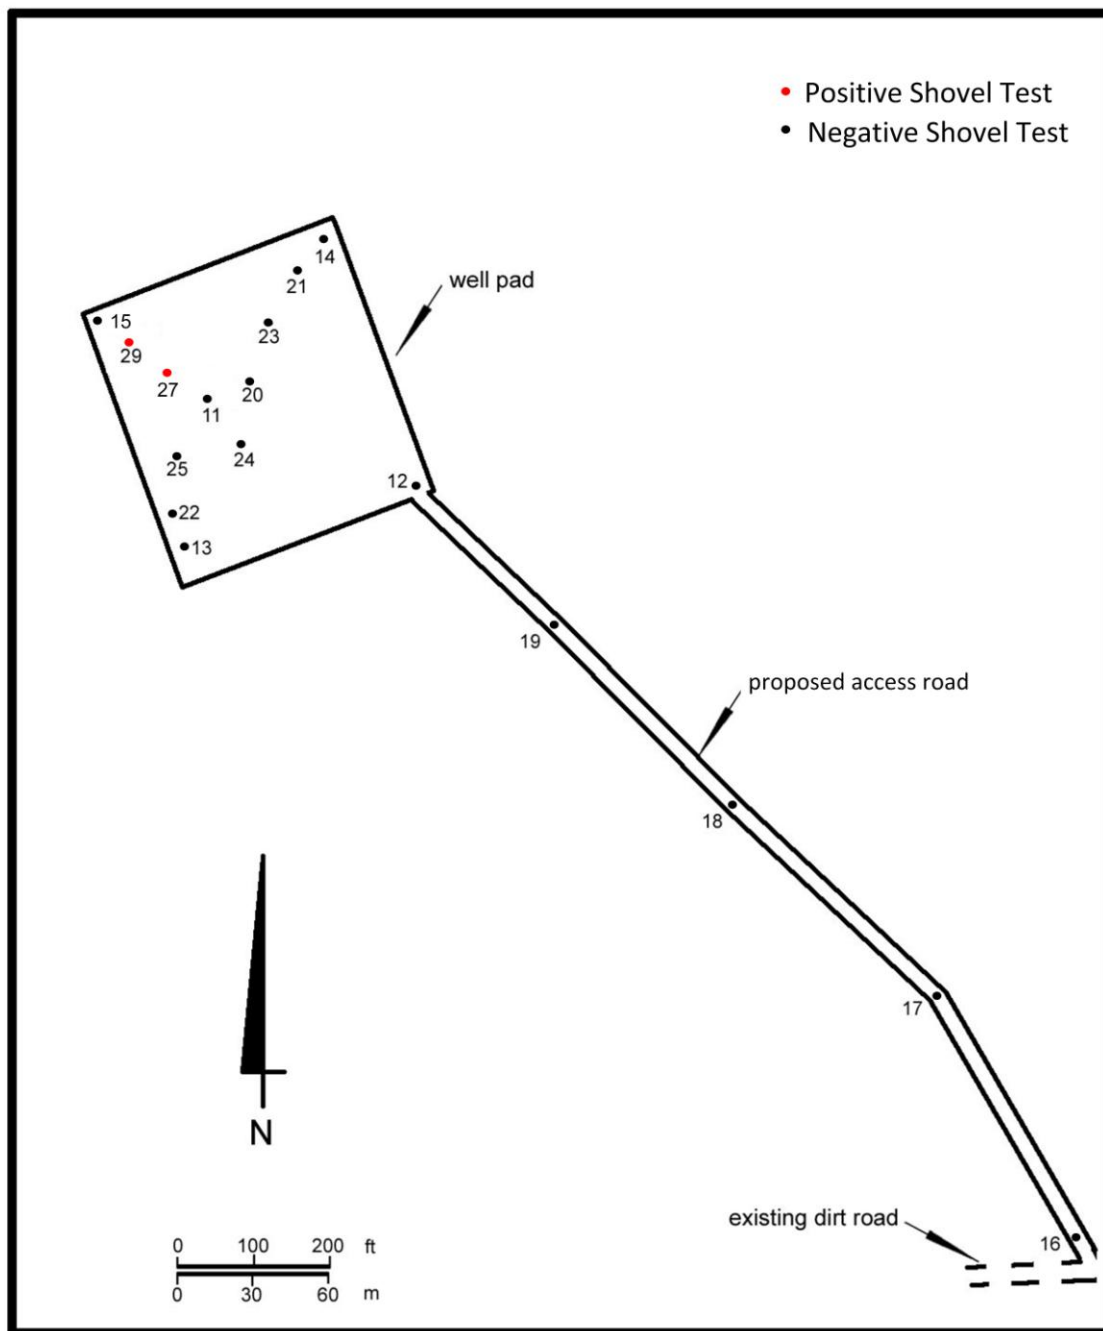 Positive Shovel Test
Negative Shovel Test
14
21
well pad
15
23
29
27
20
11
24
25
12
22
13
19
proposed access road
18
17
N
existing dirt road
16
0 100 200 ft
0 30 60 m